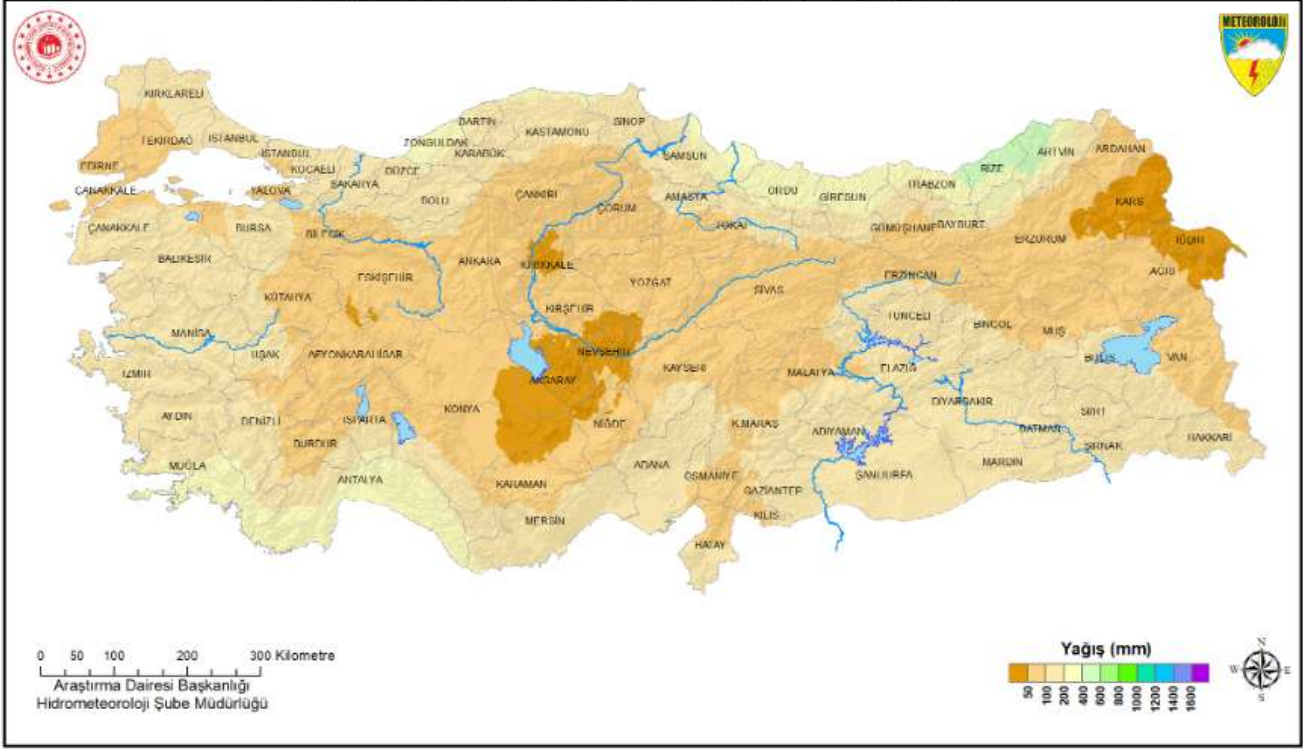 METEOROLOJİ
KIRKLARELİ
TEKİRDAĞ
İSTANBUL
EDİRNE
İSTANBUL
KOCAELİ
ÇANAKKALE
YALOVA
SAKARYA
DÜZCE
ZONGULDAK
BARTIN
KARABÜK
KASTAMONU
SİNOP
SAMSUN
BOLU
ÇANKIRI
ÇORUM
AMASYA
ORDU
GİRESUN
TRABZON
RİZE
ARTVİN
ARDAHAN
KARS
ÇANAKKALE
BURSA
BİLECİK
TOKAT
GÜMÜŞHANE
BAYBURT
ERZURUM
IĞDIR
BALIKESİR
ESKİŞEHİR
ANKARA
KIRIKKALE
YOZGAT
SİVAS
ERZİNCAN
AĞRI
KÜTAHYA
KIRŞEHİR
TUNCELİ
BİNGÖL
MUŞ
MANİSA
UŞAK
AFYONKARAHİSAR
NEVŞEHİR
KAYSERİ
MALATYA
ELAZIĞ
BİTLİS
VAN
İZMİR
AKSARAY
DİYARBAKIR
SİİRT
AYDIN
DENİZLİ
ISPARTA
KONYA
NİĞDE
K.MARAŞ
ADIYAMAN
BATMAN
ŞIRNAK
HAKKARİ
BURDUR
MUĞLA
ANTALYA
KARAMAN
ADANA
OSMANİYE
GAZİANTEP
ŞANLIURFA
MARDİN
MERSİN
KİLİS
HATAY
0 50 100 200 300 Kilometre
Araştırma Dairesi Başkanlığı
Hidrometeoroloji Şube Müdürlüğü
Yağış (mm)
50 100 200 400 600 800 1000 1200 1400 1600
N
W E
S